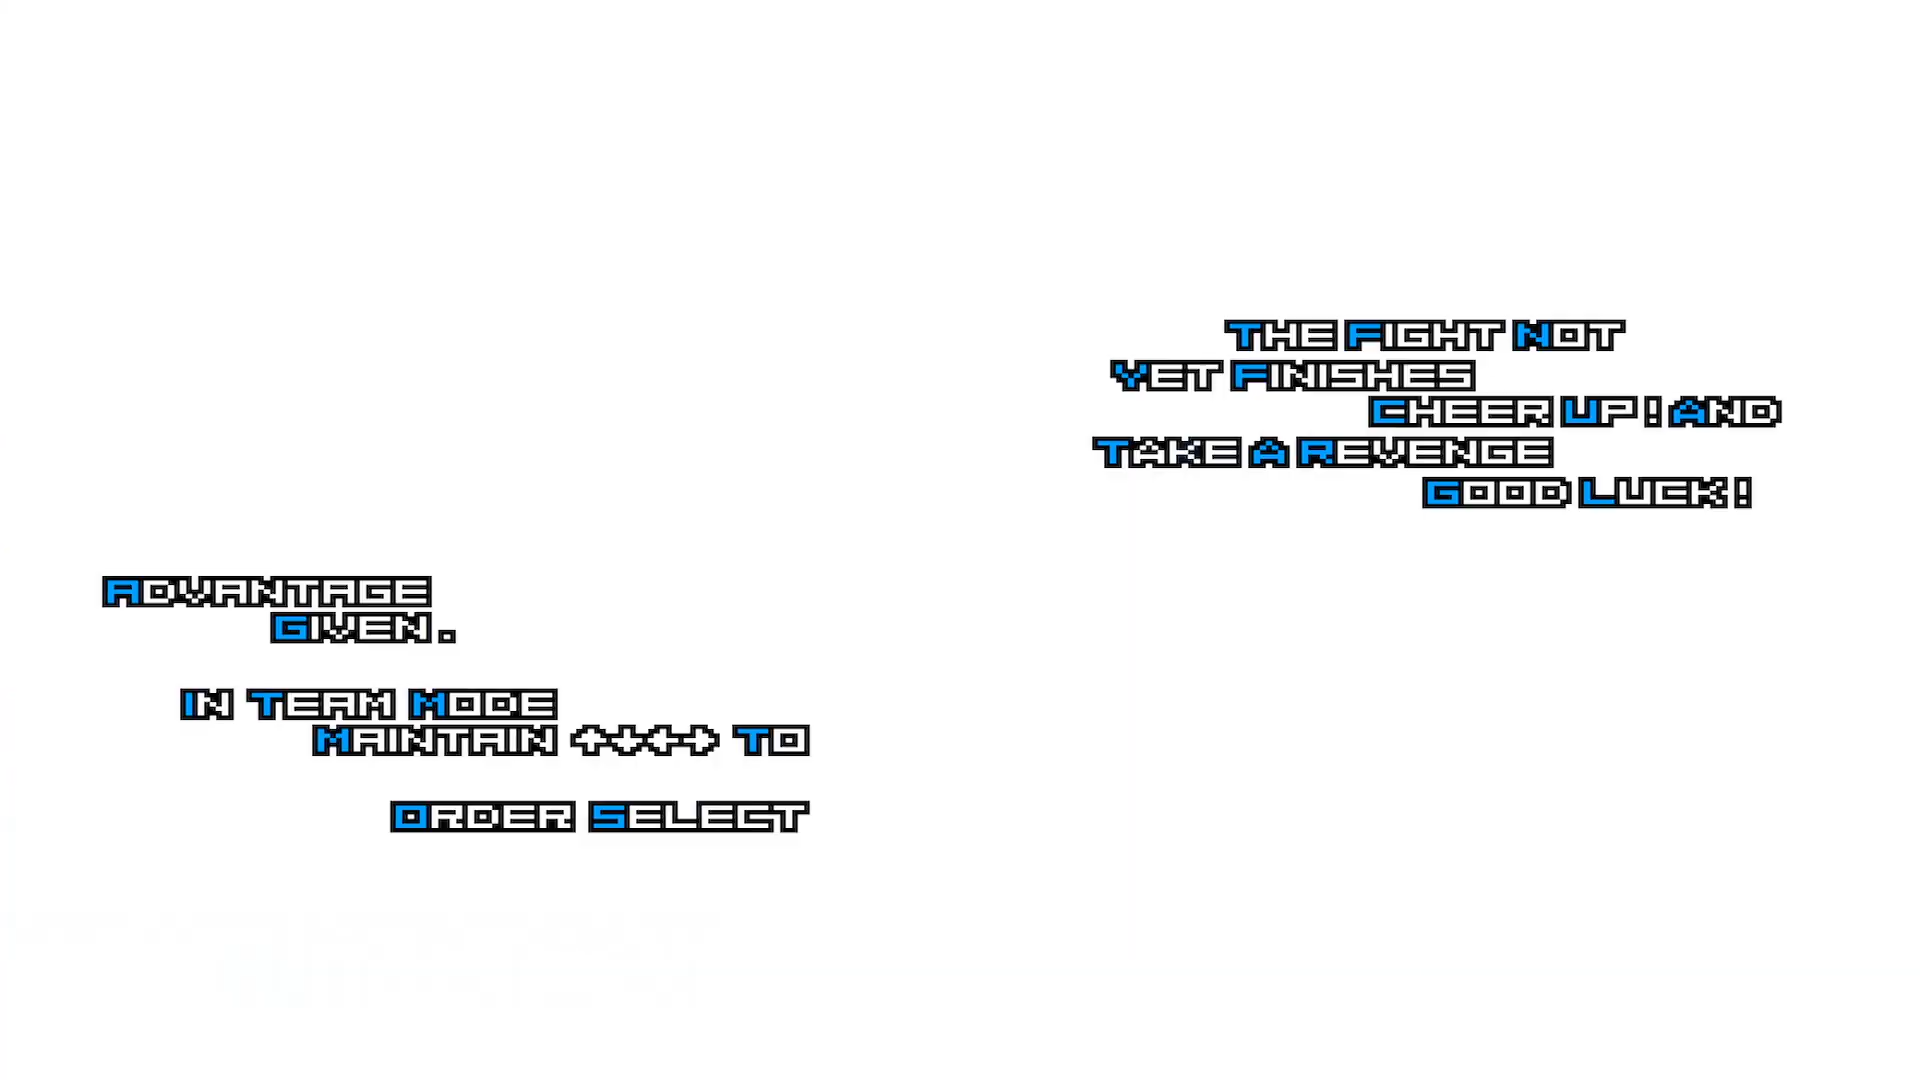 THE FIGHT NOT
YET FINISHES
CHEER UP! AND
TAKE A REVENGE
GOOD LUCK!
ADVANTAGE
GIVEN.
IN TEAM MODE
MAINTAIN ↑↓←→ TO
ORDER SELECT